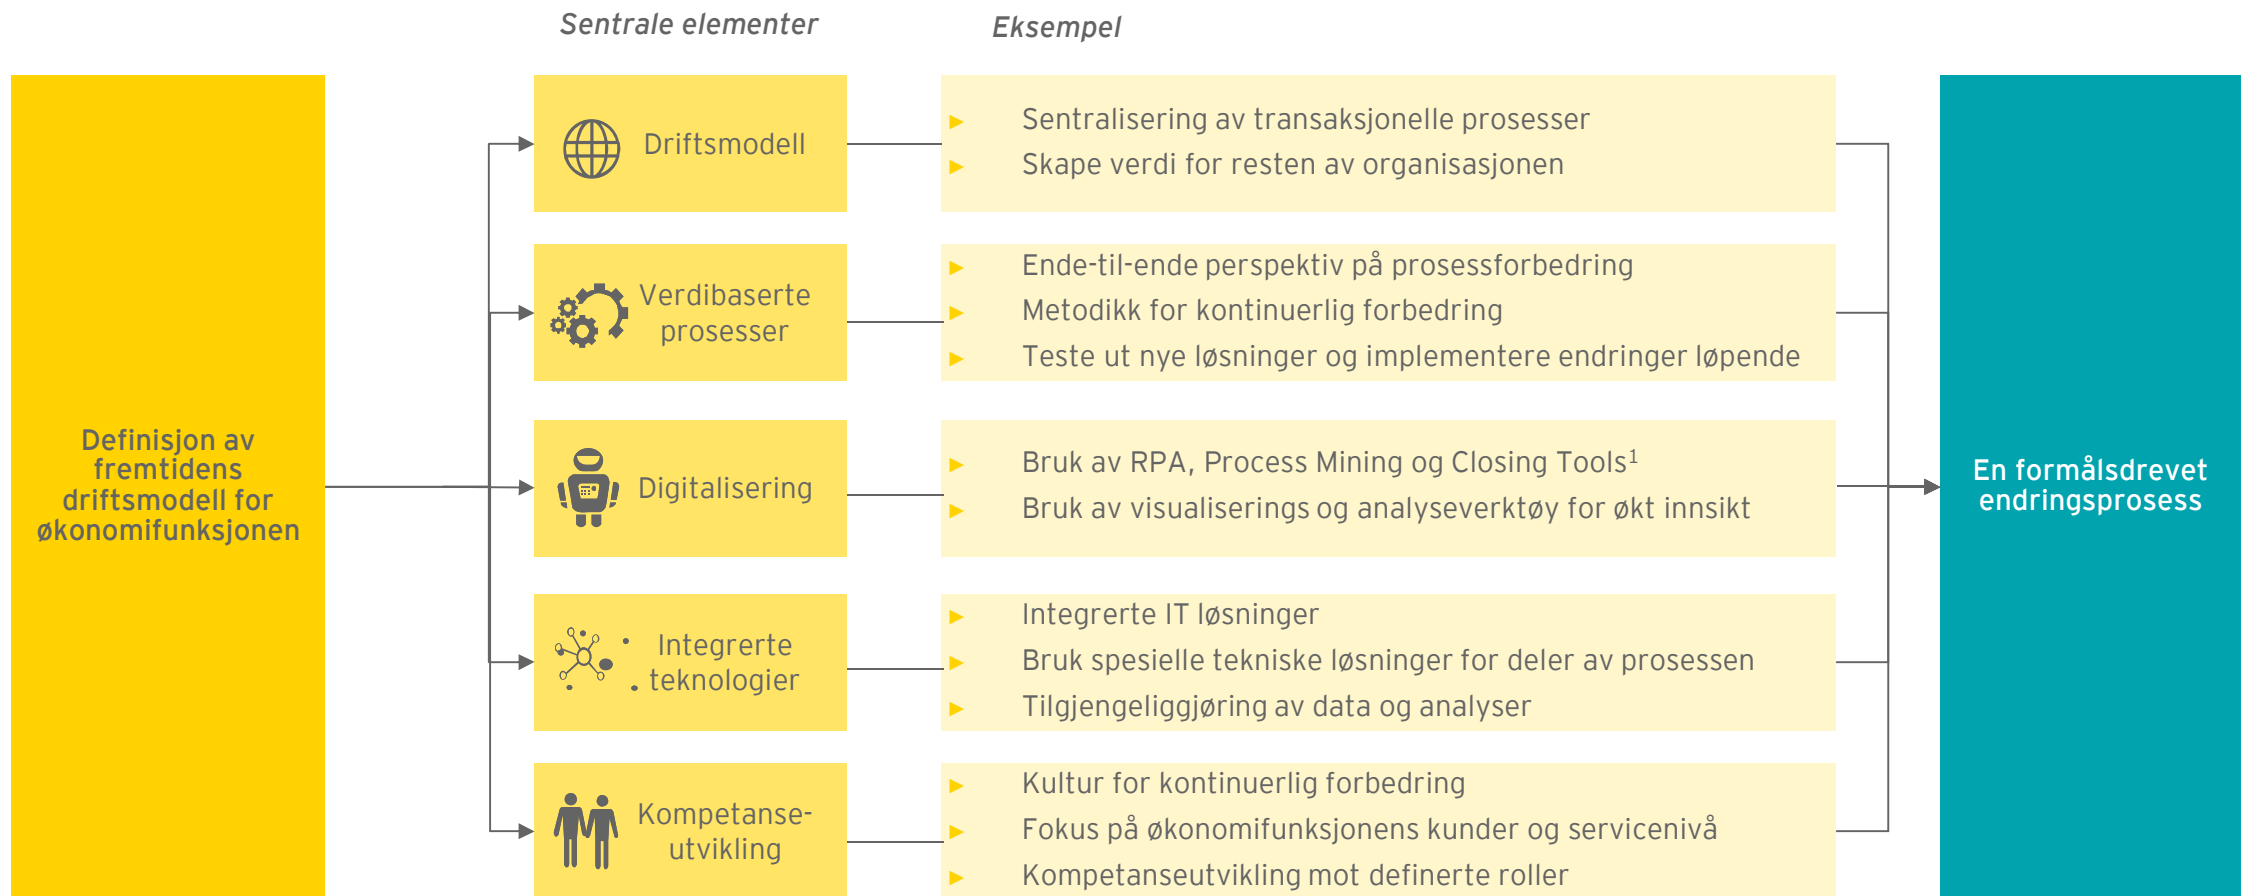 Sentrale elementer
Eksempel
Definisjon av
fremtidens
driftsmodell for
økonomifunksjonen
Driftsmodell
Sentralisering av transaksjonelle prosesser
Skape verdi for resten av organisasjonen
Verdibaserte
prosesser
Ende-til-ende perspektiv på prosessforbedring
Metodikk for kontinuerlig forbedring
Teste ut nye løsninger og implementere endringer løpende
Digitalisering
Bruk av RPA, Process Mining og Closing Tools¹
Bruk av visualiserings og analyseverktøy for økt innsikt
Integrerte
teknologier
Integrerte IT løsninger
Bruk spesielle tekniske løsninger for deler av prosessen
Tilgjengeliggjøring av data og analyser
Kompetanse-
utvikling
Kultur for kontinuerlig forbedring
Fokus på økonomifunksjonens kunder og servicenivå
Kompetanseutvikling mot definerte roller
En formålsdrevet
endringsprosess